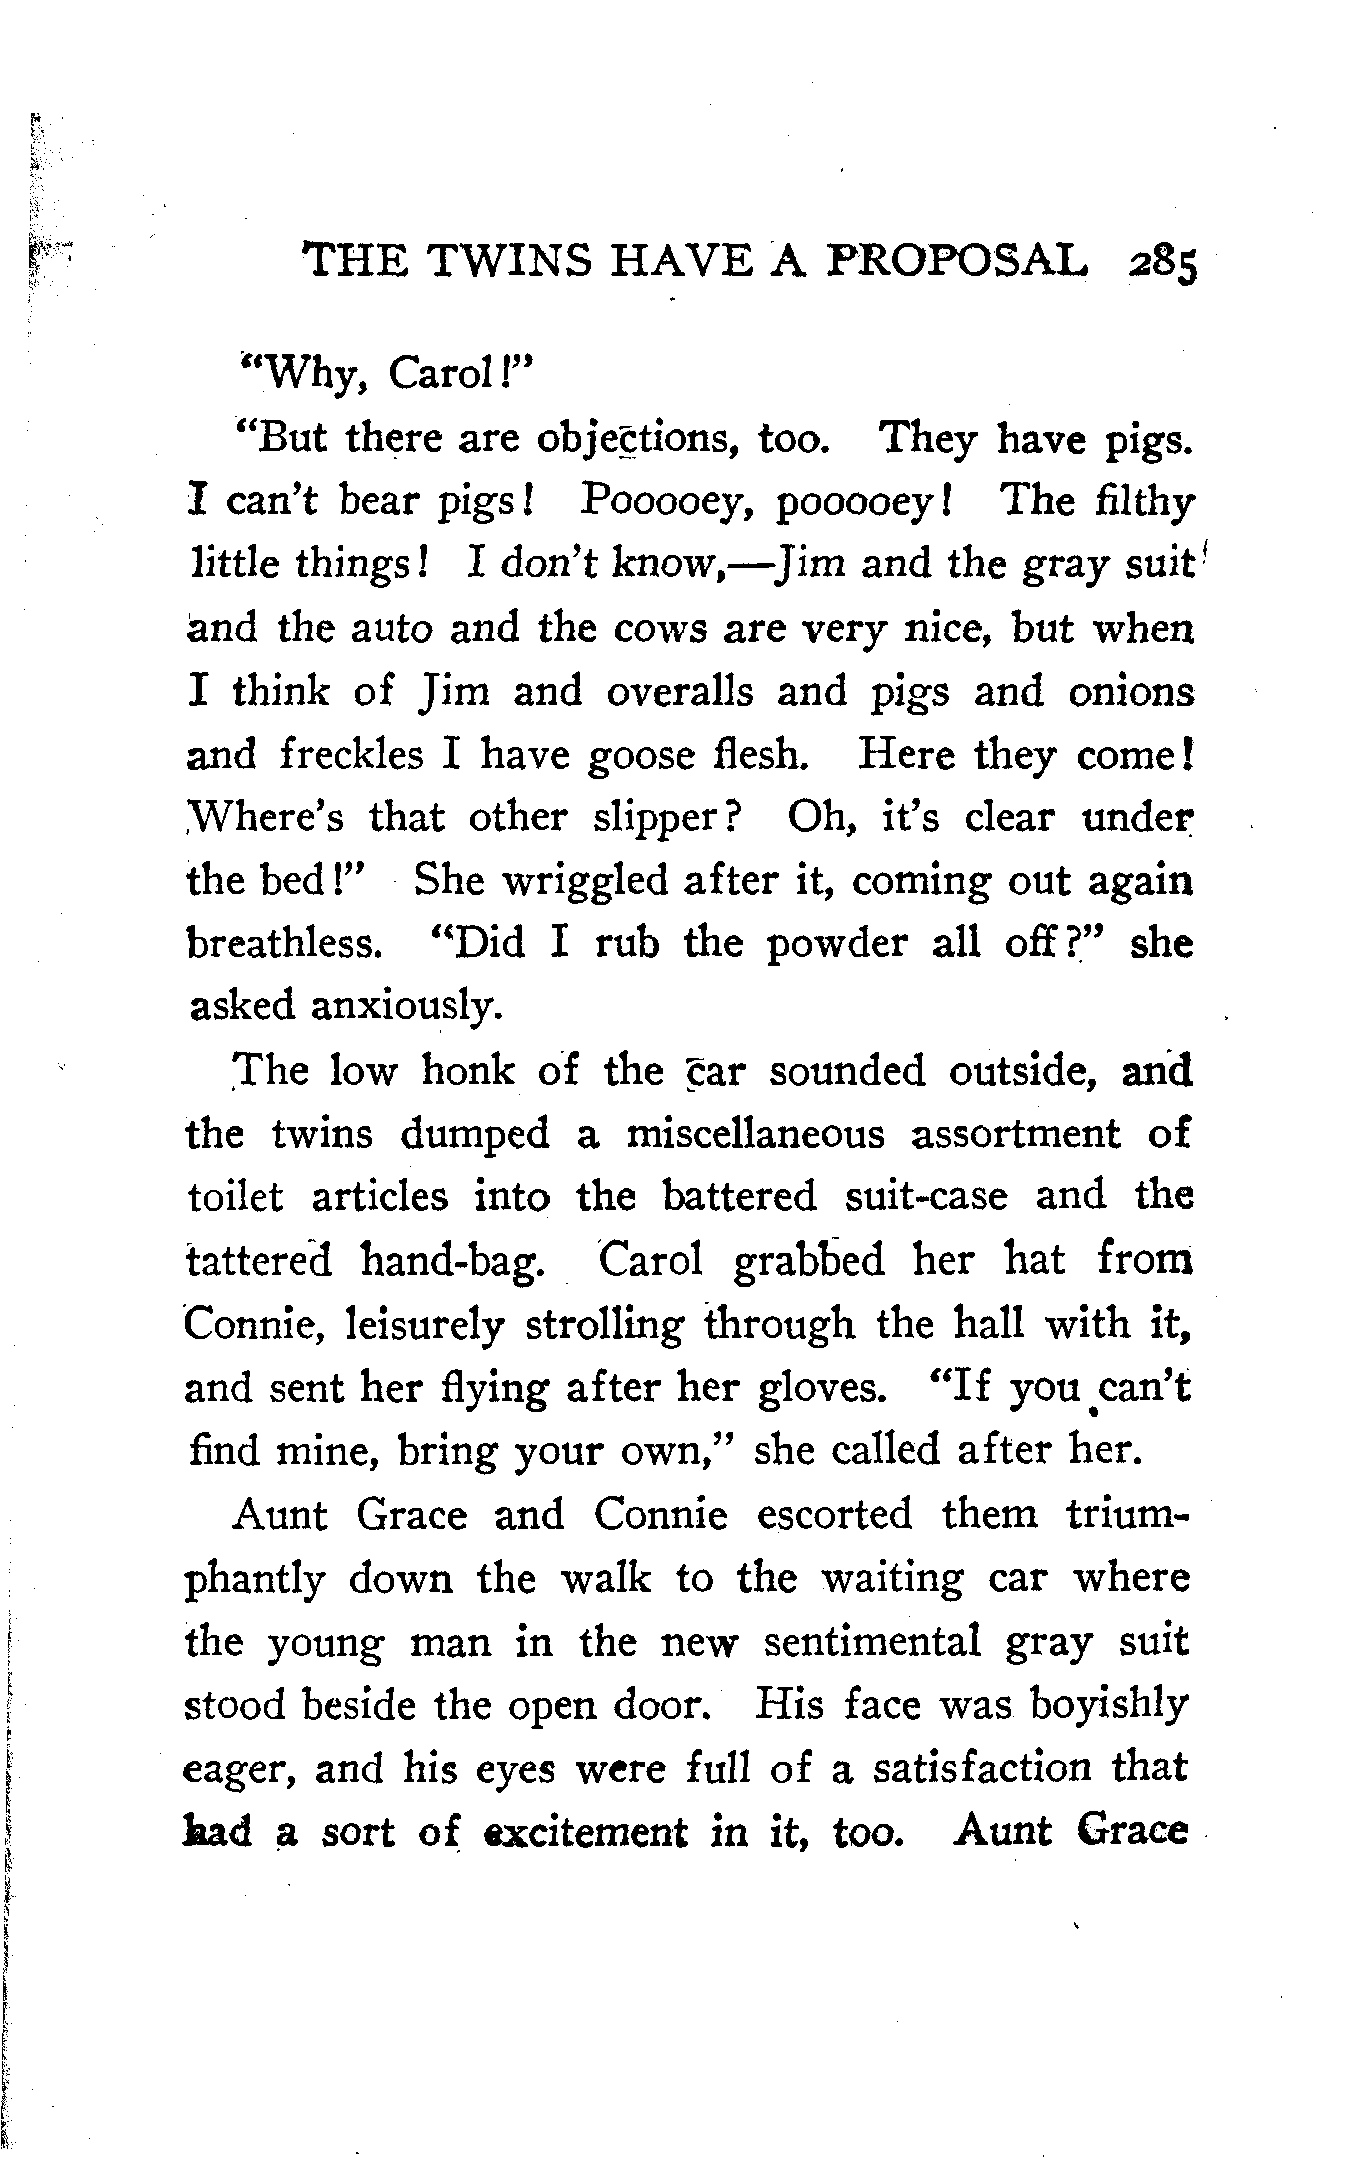 THE TWINS HAVE A PROPOSAL 285
"Why, Carol!"
"But there are objections, too. They have pigs.
I can't bear pigs! Pooooey, pooooey! The filthy
little things! I don't know,—Jim and the gray suit
and the auto and the cows are very nice, but when
I think of Jim and overalls and pigs and onions
and freckles I have goose flesh. Here they come!
Where's that other slipper? Oh, it's clear under
the bed!" She wriggled after it, coming out again
breathless. "Did I rub the powder all off?" she
asked anxiously.
The low honk of the car sounded outside, and
the twins dumped a miscellaneous assortment of
toilet articles into the battered suit-case and the
tattered hand-bag. Carol grabbed her hat from
Connie, leisurely strolling through the hall with it,
and sent her flying after her gloves. "If you can't
find mine, bring your own," she called after her.
Aunt Grace and Connie escorted them trium-
phantly down the walk to the waiting car where
the young man in the new sentimental gray suit
stood beside the open door. His face was boyishly
eager, and his eyes were full of a satisfaction that
had a sort of excitement in it, too. Aunt Grace